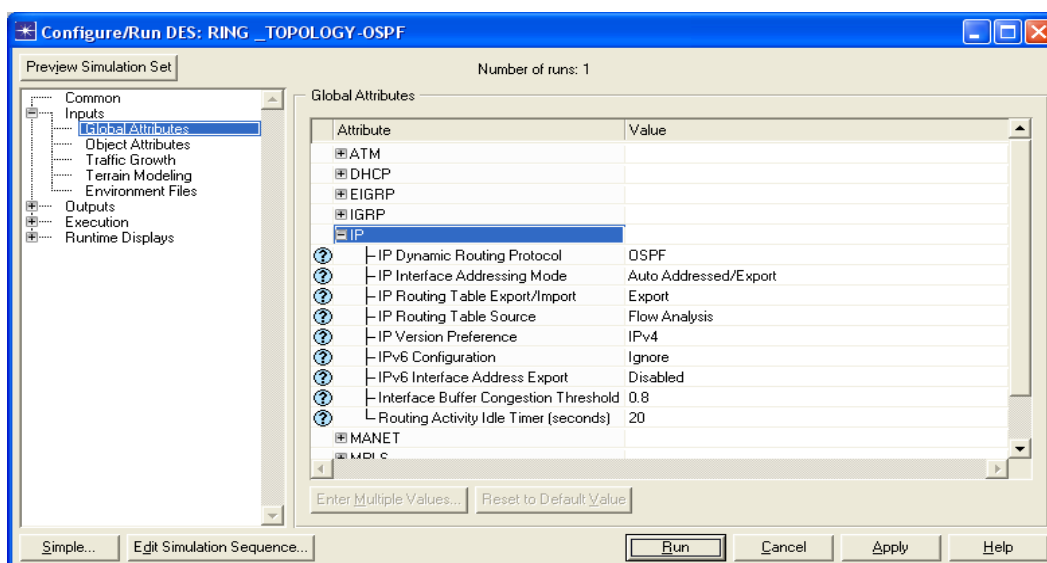 Configure/Run DES: RING _TOPOLOGY-OSPF
Preview Simulation Set
Number of runs: 1
Common
Inputs
Global Attributes
Object Attributes
Traffic Growth
Terrain Modeling
Environment Files
Outputs
Execution
Runtime Displays
Global Attributes
Attribute Value
ATM
DHCP
EIGRP
IGRP
IP
IP Dynamic Routing Protocol OSPF
IP Interface Addressing Mode Auto Addressed/Export
IP Routing Table Export/Import Export
IP Routing Table Source Flow Analysis
IP Version Preference IPv4
IPv6 Configuration Ignore
IPv6 Interface Address Export Disabled
Interface Buffer Congestion Threshold 0.8
Routing Activity Idle Timer (seconds) 20
MANET
MPLS
Enter Multiple Values... Reset to Default Value
Simple... Edit Simulation Sequence... Run Cancel Apply Help